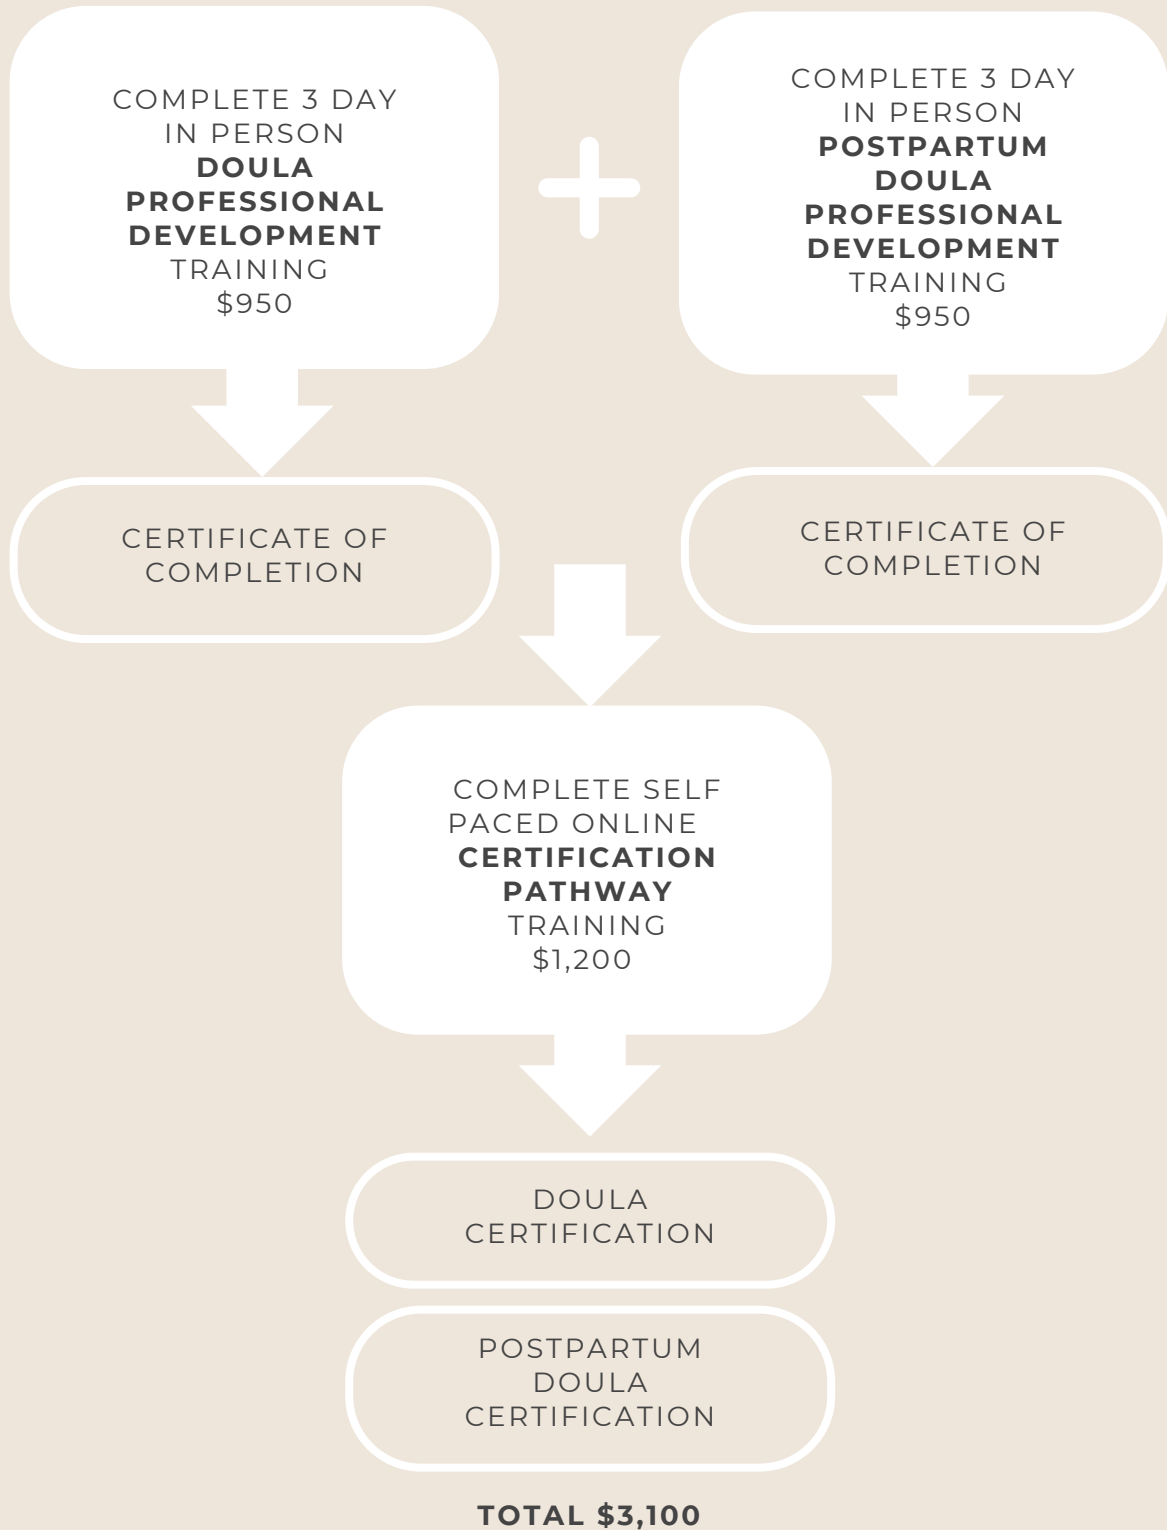 COMPLETE 3 DAY
IN PERSON
DOULA
PROFESSIONAL
DEVELOPMENT
TRAINING
$950
COMPLETE 3 DAY
IN PERSON
POSTPARTUM
DOULA
PROFESSIONAL
DEVELOPMENT
TRAINING
$950
CERTIFICATE OF
COMPLETION
CERTIFICATE OF
COMPLETION
COMPLETE SELF
PACED ONLINE
CERTIFICATION
PATHWAY
TRAINING
$1,200
DOULA
CERTIFICATION
POSTPARTUM
DOULA
CERTIFICATION
TOTAL $3,100